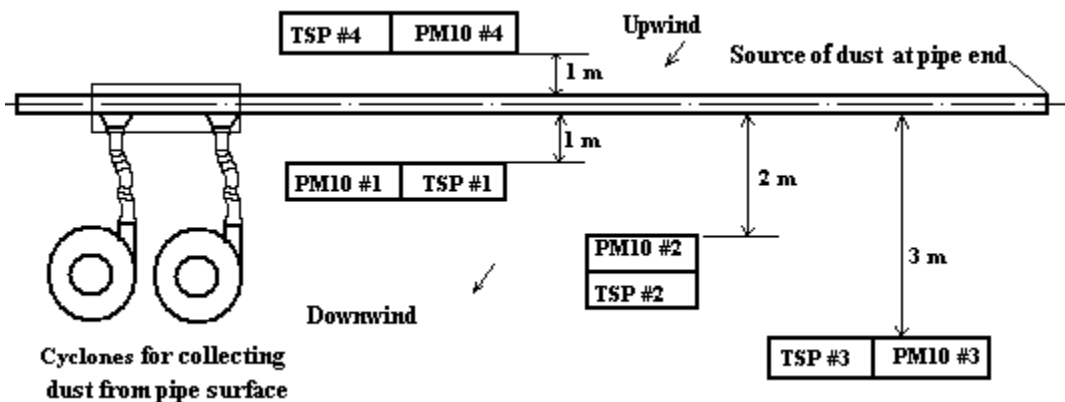 TSP #4 PM10 #4
Upwind
Source of dust at pipe end
1 m
1 m
PM10 #1 TSP #1
2 m
PM10 #2
TSP #2
3 m
Downwind
TSP #3 PM10 #3
Cyclones for collecting
dust from pipe surface